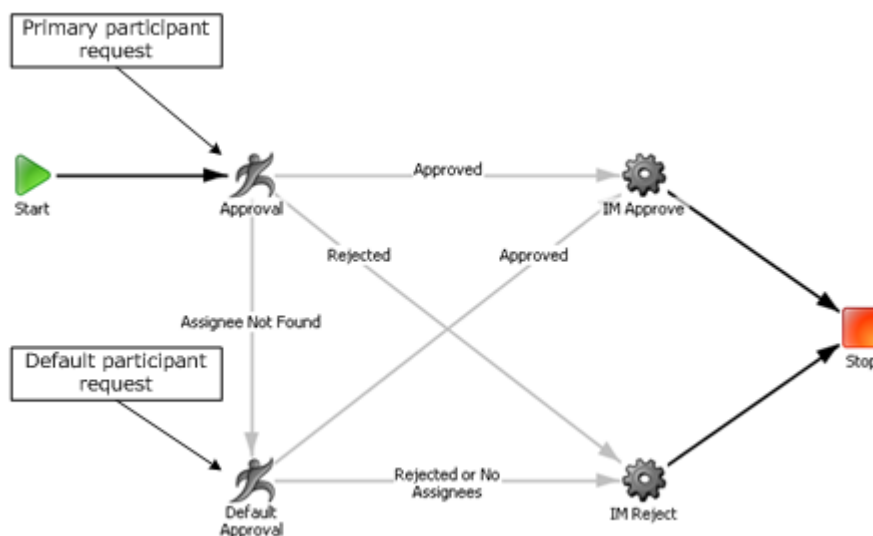 Primary participant
request
Start
Approval
Approved
IM Approve
Rejected
Approved
Assignee Not Found
Stop
Default participant
request
Default
Approval
Rejected or No
Assignees
IM Reject